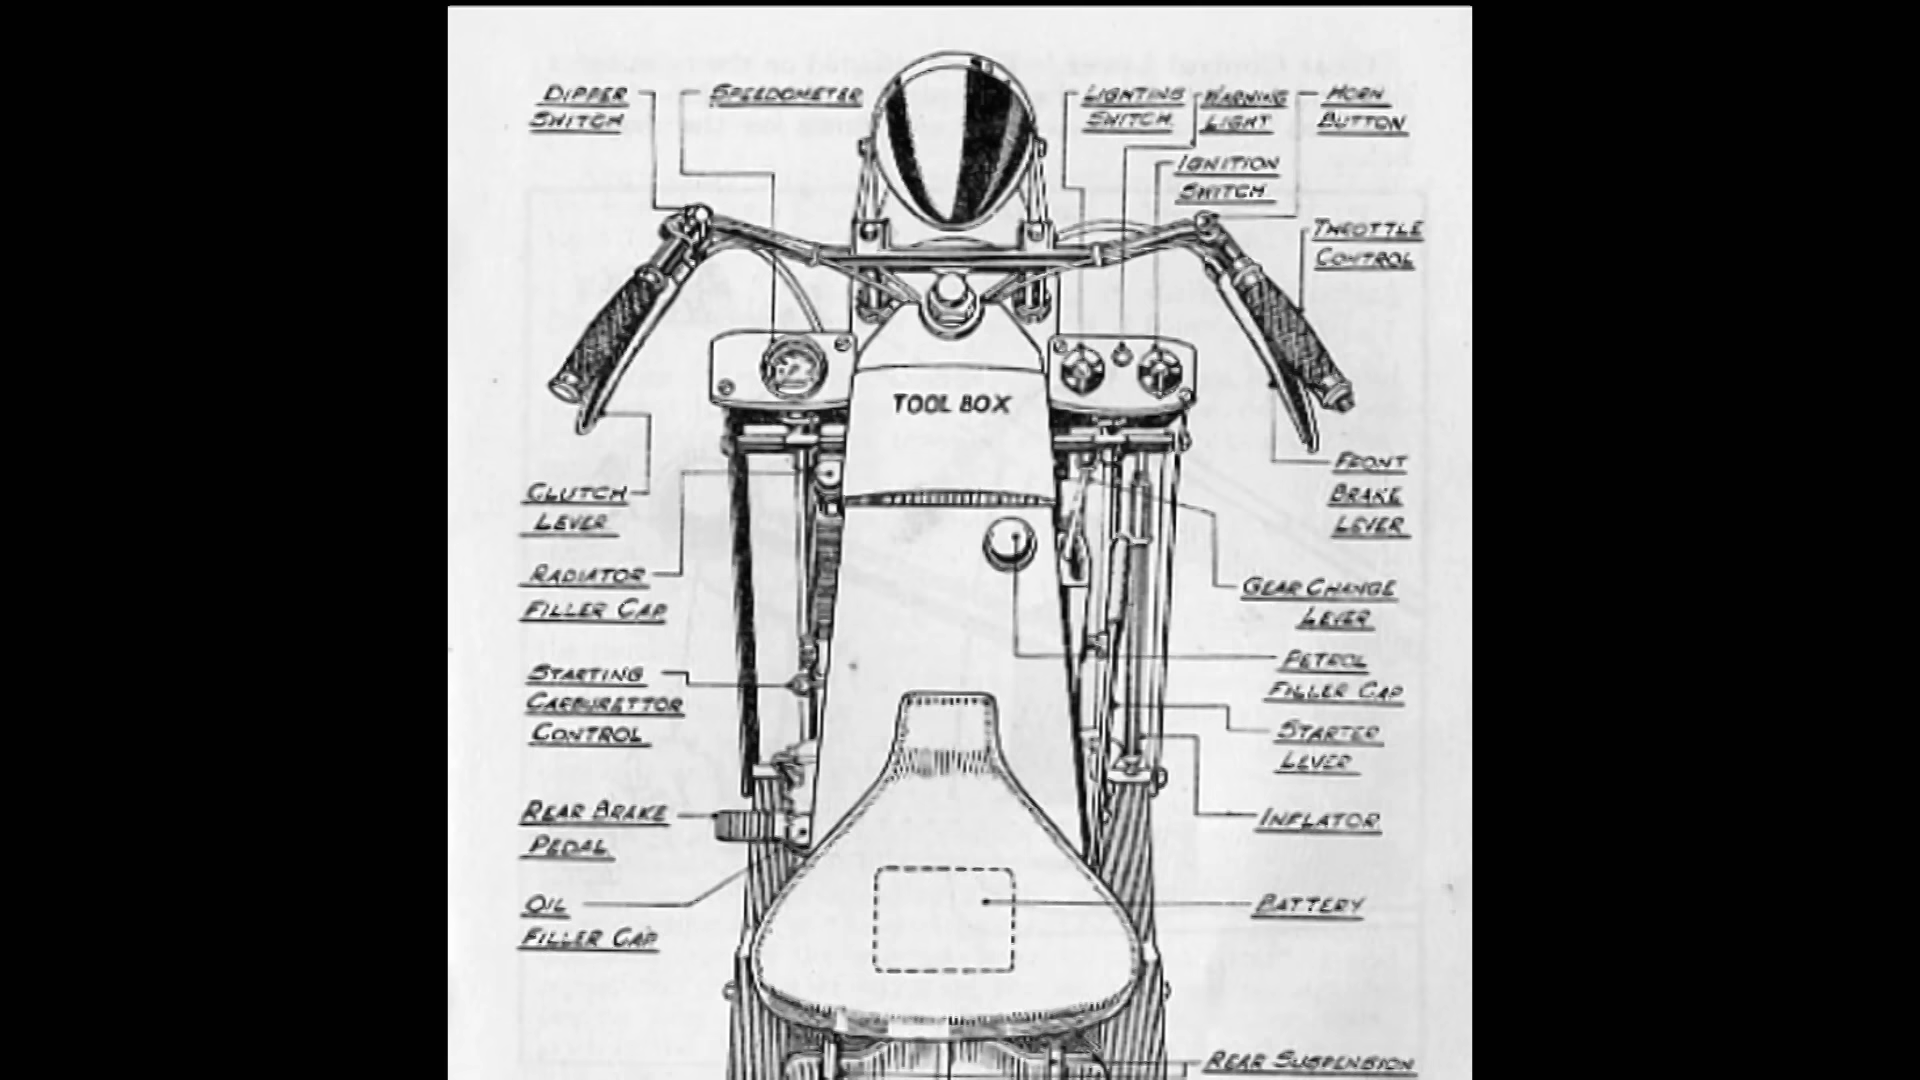 DIPPER
SWITCH
SPEEDOMETER
LIGHTING
SWITCH
WARNING
LIGHT
HORN
BUTTON
IGNITION
SWITCH
THROTTLE
CONTROL
TOOL BOX
CLUTCH
LEVER
FRONT
BRAKE
LEVER
RADIATOR
FILLER CAP
GEAR CHANGE
LEVER
STARTING
CARBURETTOR
CONTROL
PETROL
FILLER CAP
STARTER
LEVER
REAR BRAKE
PEDAL
INFLATOR
OIL
FILLER CAP
BATTERY
REAR SUSPENSION